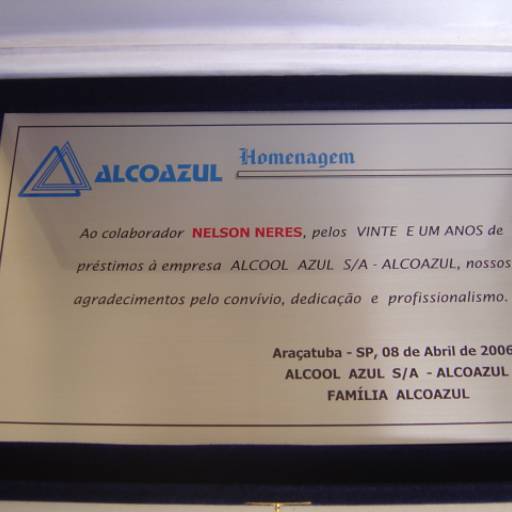 ALCOAZUL
Homenagem
Ao colaborador NELSON NERES, pelos VINTE E UM ANOS de
préstimos à empresa ALCOOL AZUL S/A - ALCOAZUL, nossos
agradecimentos pelo convívio, dedicação e profissionalismo.
Araçatuba - SP, 08 de Abril de 2006
ALCOOL AZUL S/A - ALCOAZUL
FAMÍLIA ALCOAZUL